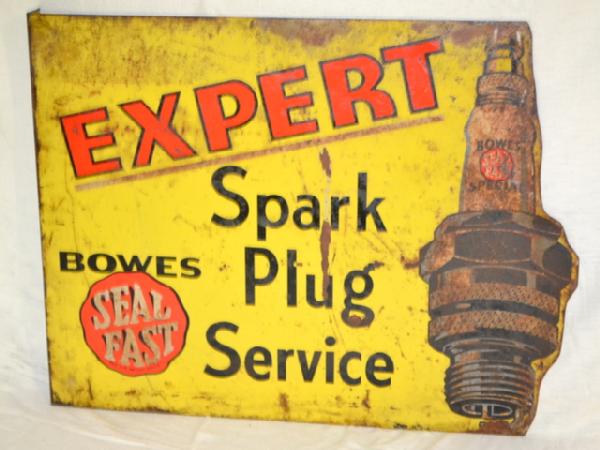 EXPERT
Spark
Plug
Service
BOWES
SEAL
FAST
BOWES
SPECIAL